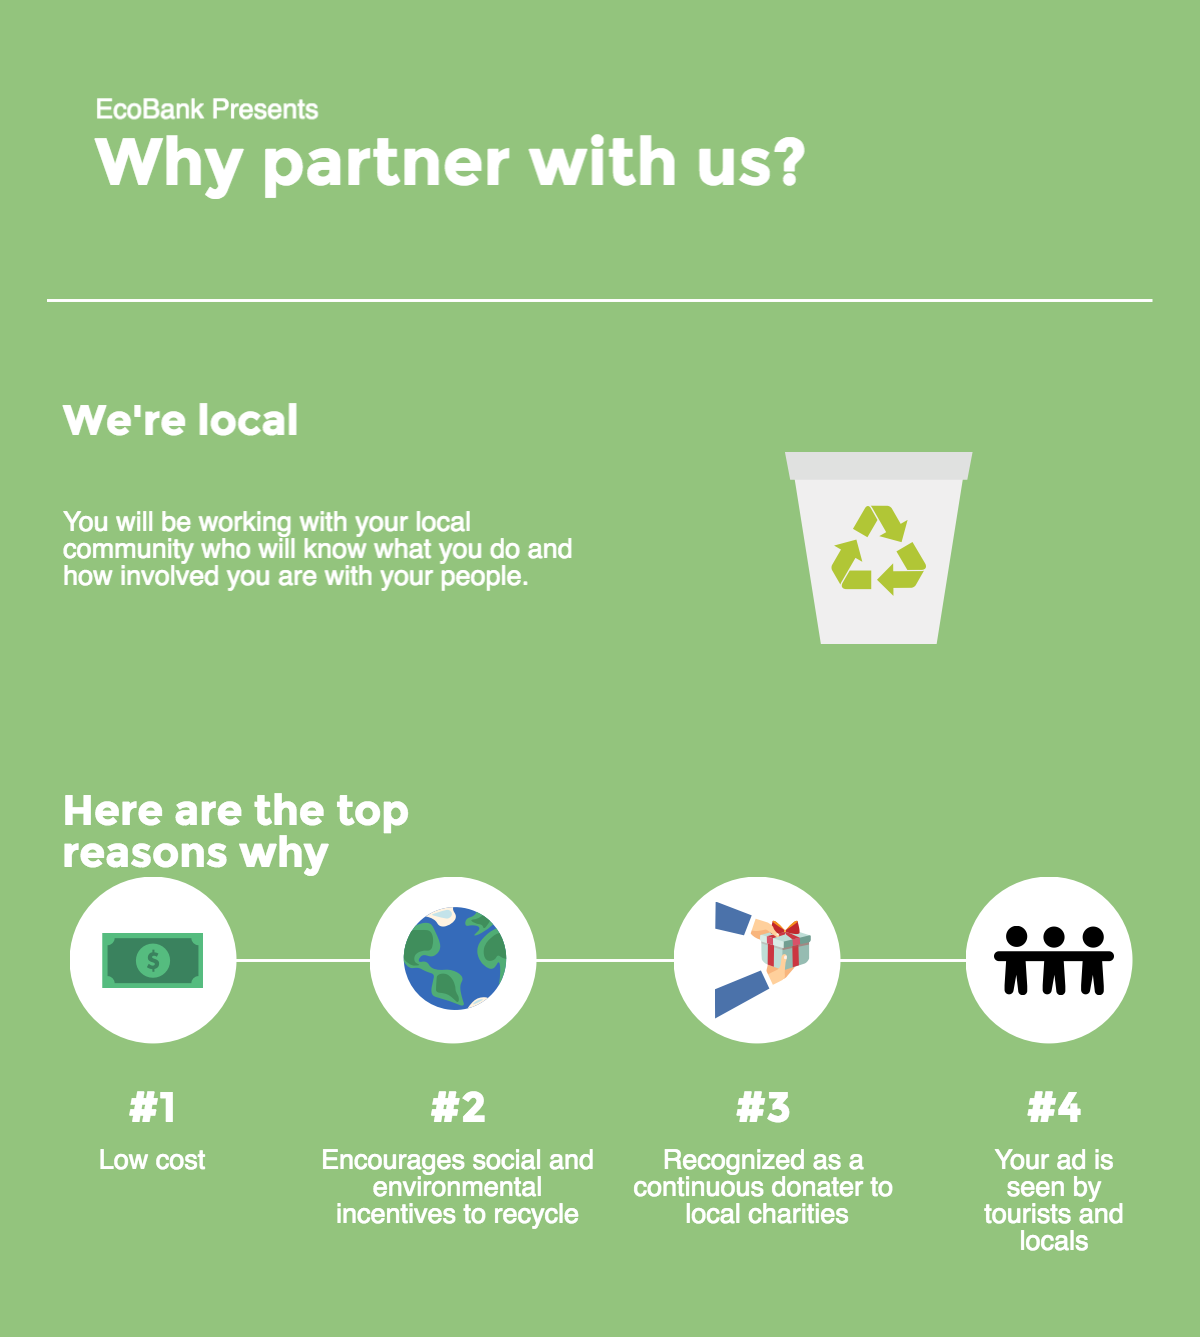 EcoBank Presents
Why partner with us?
We're local
You will be working with your local
community who will know what you do and
how involved you are with your people.
Here are the top
reasons why
$
#1
Low cost
#2
Encourages social and
environmental
incentives to recycle
#3
Recognized as a
continuous donater to
local charities
#4
Your ad is
seen by
tourists and
locals